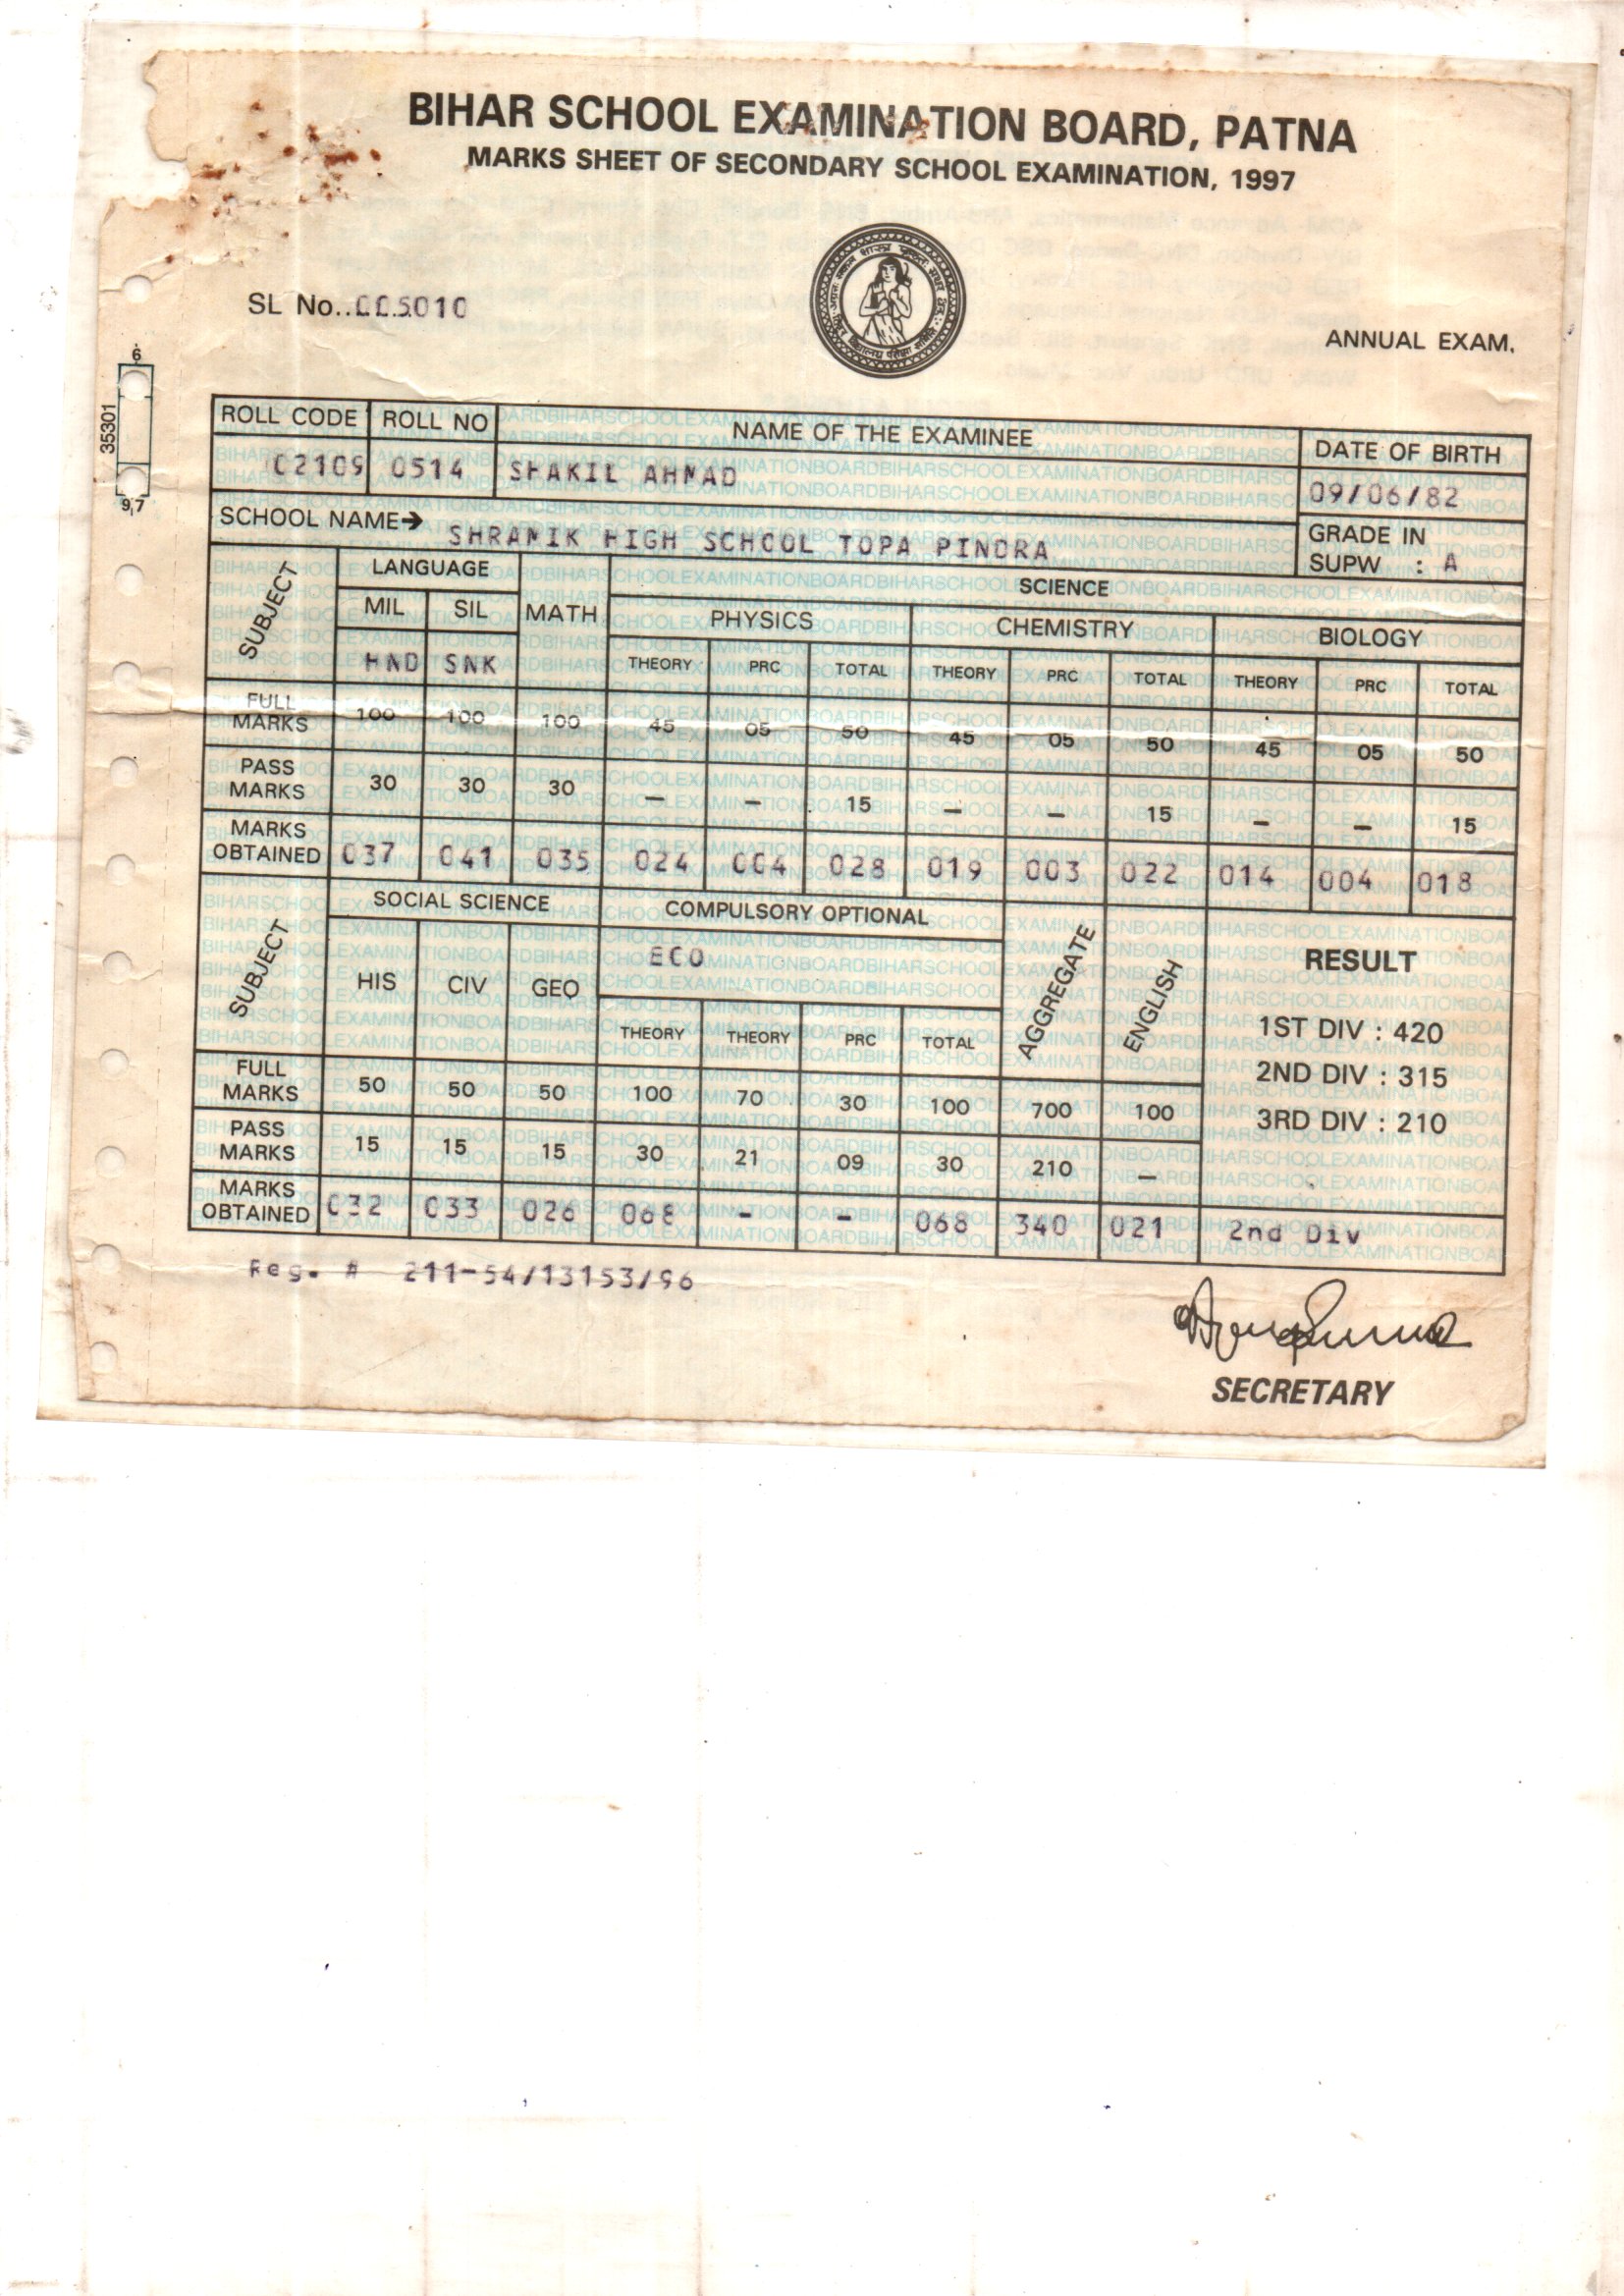 BIHAR SCHOOL EXAMINATION BOARD, PATNA
MARKS SHEET OF SECONDARY SCHOOL EXAMINATION, 1997
SL No..005010
ANNUAL EXAM.
6
35301
9,7
ROLL CODE ROLL NO NAME OF THE EXAMINEE DATE OF BIRTH
02109 0514 SHAKIL AHMAD 09/06/82
SCHOOL NAME→ SHRAMIK HIGH SCHOOL TOPA PINDRA GRADE IN SUPW : A
SUBJECT LANGUAGE MATH SCIENCE
MIL SIL PHYSICS CHEMISTRY BIOLOGY
HND SNK THEORY PRC TOTAL THEORY PRC TOTAL THEORY PRC TOTAL
FULL MARKS 100 100 100 45 05 50 45 05 50 45 05 50
PASS MARKS 30 30 30 – – 15 – – 15 – – 15
MARKS OBTAINED 037 041 035 024 004 028 019 003 022 014 004 018
SUBJECT SOCIAL SCIENCE COMPULSORY OPTIONAL AGGREGATE ENGLISH RESULT
HIS CIV GEO ECO
THEORY THEORY PRC TOTAL
1ST DIV : 420
2ND DIV : 315
3RD DIV : 210
FULL MARKS 50 50 50 100 70 30 100 700 100
PASS MARKS 15 15 15 30 21 09 30 210 –
MARKS OBTAINED 032 033 026 068 - - 068 340 021 2nd Div
Reg. # 211-54/13153/96
SECRETARY